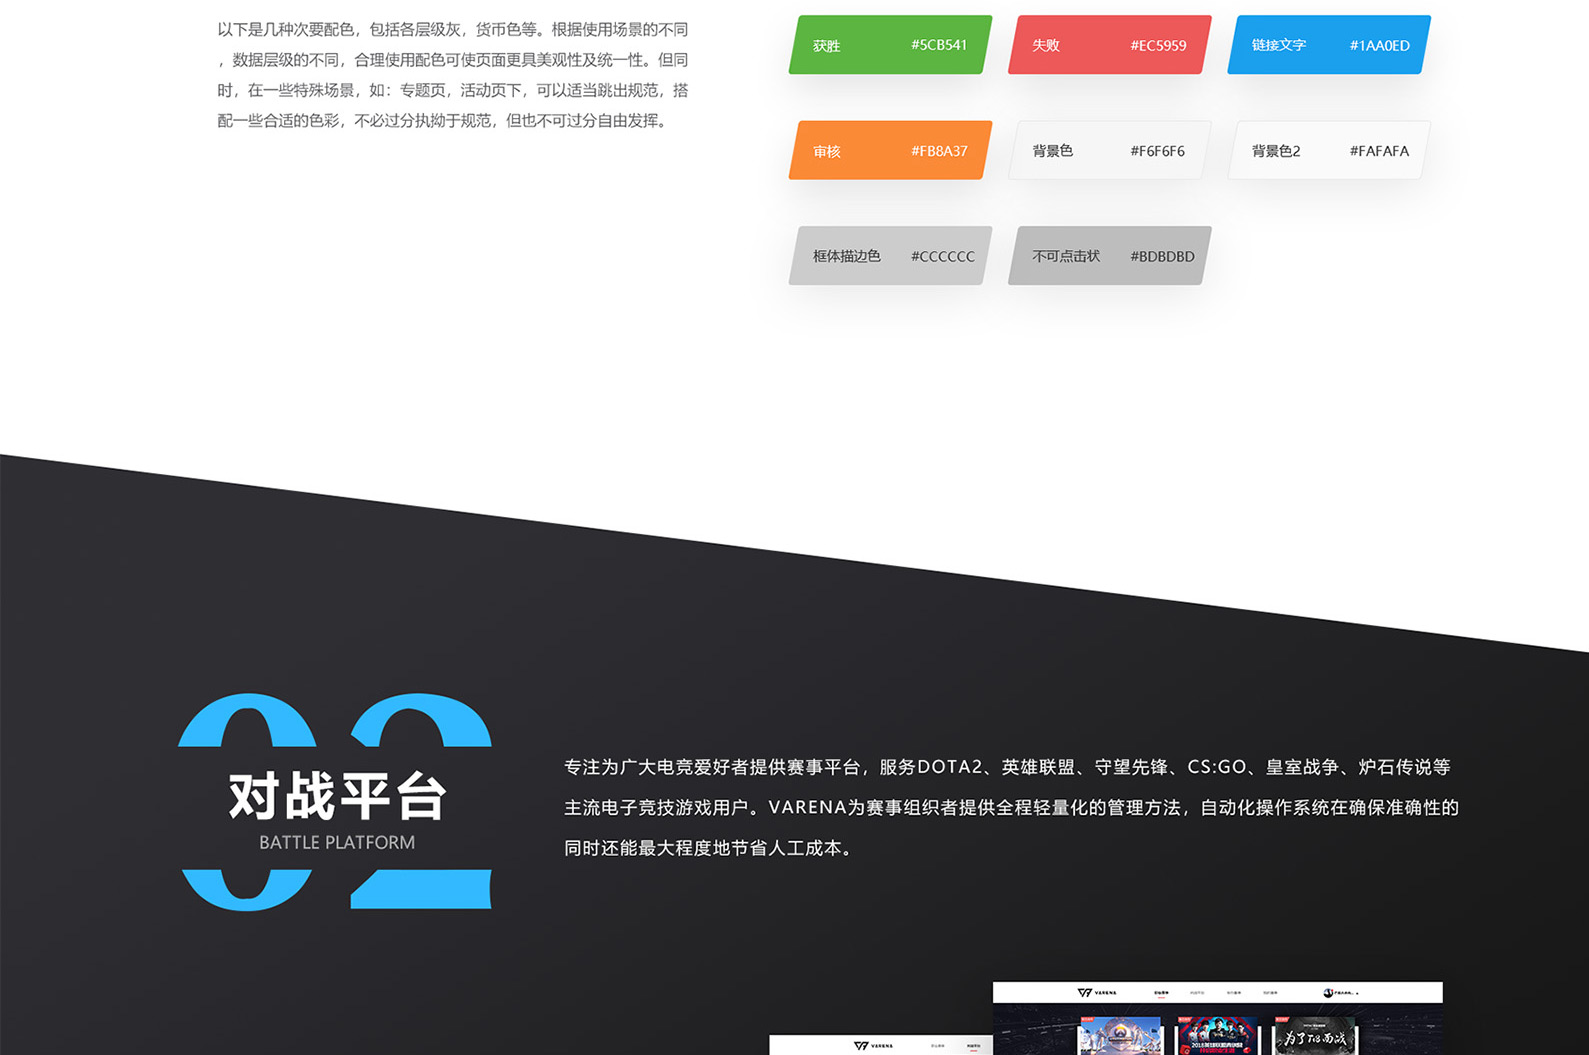 以下是几种次要配色，包括各层级灰，货币色等。根据使用场景的不同
，数据层级的不同，合理使用配色可使页面更具美观性及统一性。但同
时，在一些特殊场景，如：专题页，活动页下，可以适当跳出规范，搭
配一些合适的色彩，不必过分执拗于规范，但也不可过分自由发挥。
获胜 #5CB541
失败 #EC5959
链接文字 #1AA0ED
审核 #FB8A37
背景色 #F6F6F6
背景色2 #FAFAFA
框体描边色 #CCCCCC
不可点击状 #BDBDBD
02
对战平台
BATTLE PLATFORM
专注为广大电竞爱好者提供赛事平台，服务DOTA2、英雄联盟、守望先锋、CS:GO、皇室战争、炉石传说等
主流电子竞技游戏用户。VARENA为赛事组织者提供全程轻量化的管理方法，自动化操作系统在确保准确性的
同时还能最大程度地节省人工成本。
VARENA
为了TI8而战
VARENA